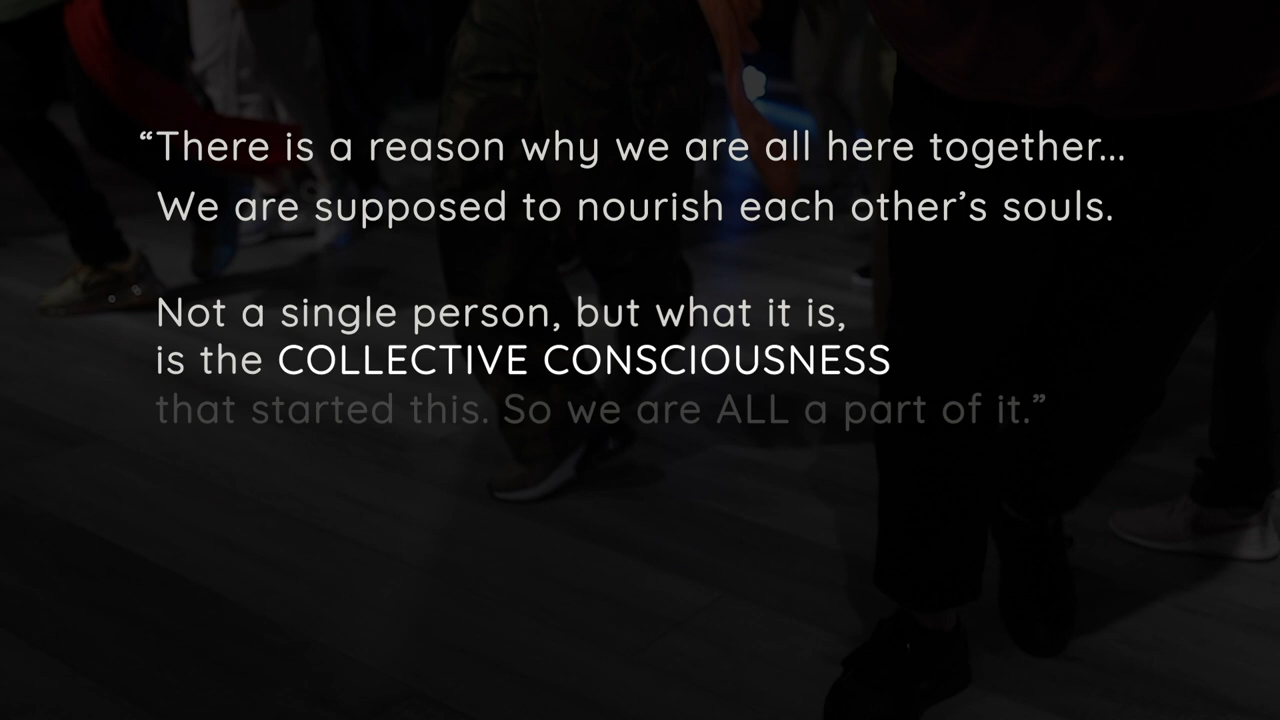 “There is a reason why we are all here together...
We are supposed to nourish each other’s souls.
Not a single person, but what it is,
is the COLLECTIVE CONSCIOUSNESS
that started this. So we are ALL a part of it.”